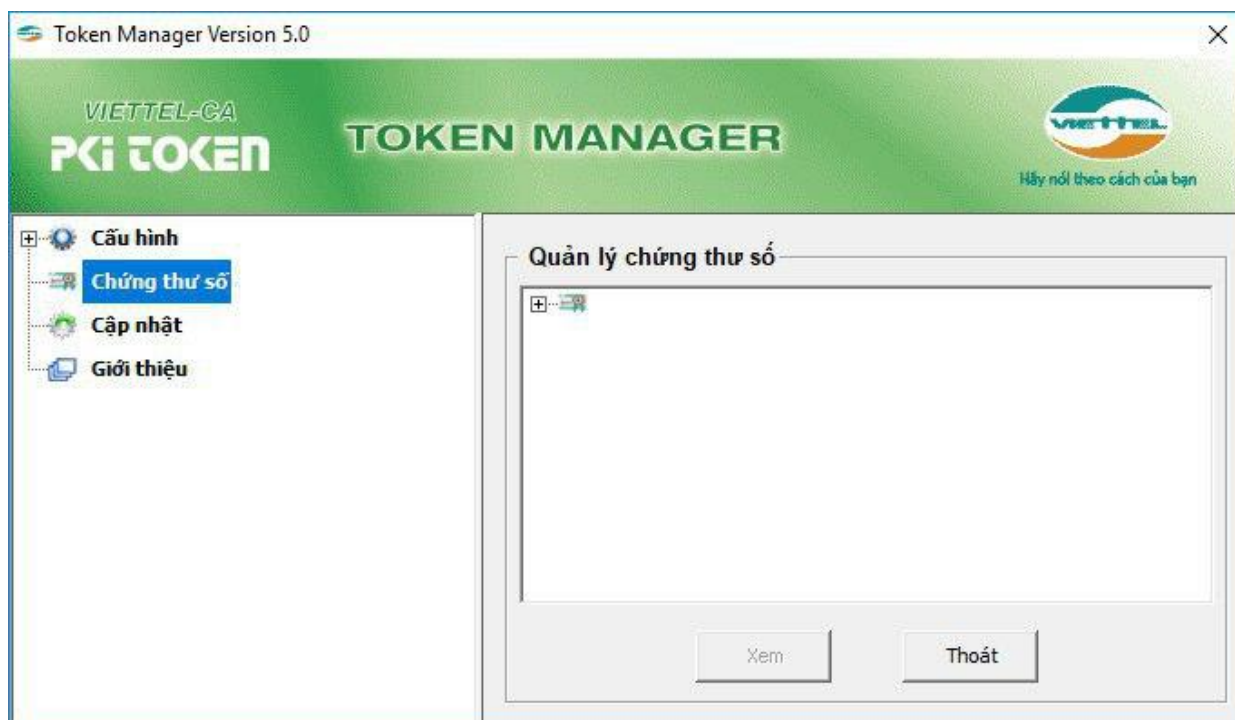 Token Manager Version 5.0
VIETTEL-CA
PKi TOKEN
TOKEN MANAGER
VIETTEL
Hãy nói theo cách của bạn
Cấu hình
Chứng thư số
Cập nhật
Giới thiệu
Quản lý chứng thư số
Xem
Thoát